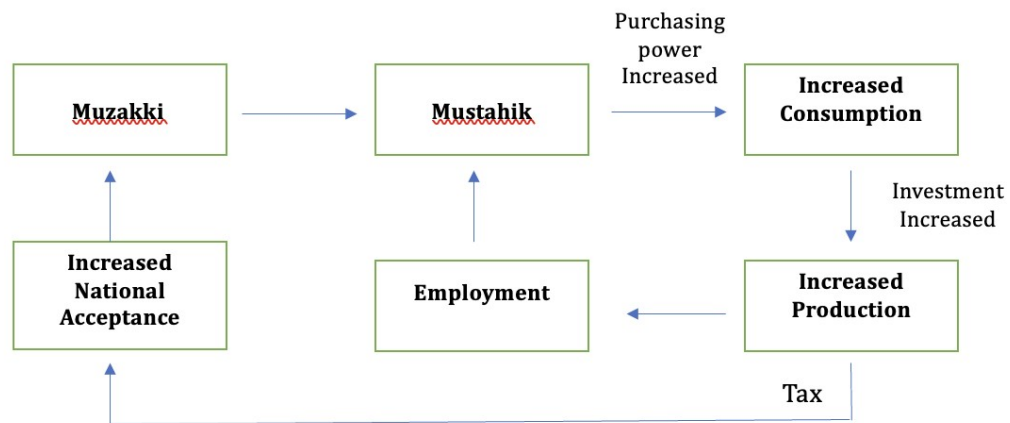 Purchasing
power
Increased
Muzakki
Mustahik
Increased
Consumption
Investment
Increased
Increased
National
Acceptance
Employment
Increased
Production
Tax